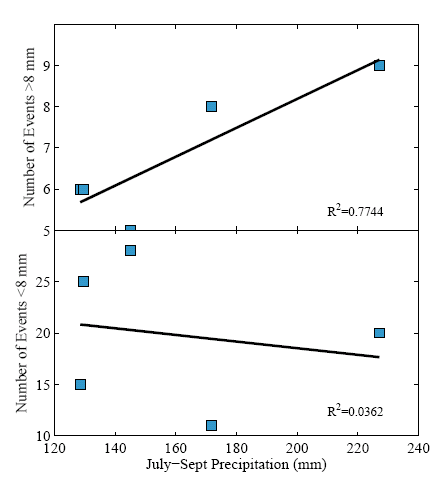 Number of Events >8 mm
9
8
7
6
5
R2=0.7744
Number of Events <8 mm
25
20
15
10
R2=0.0362
120 140 160 180 200 220 240
July−Sept Precipitation (mm)